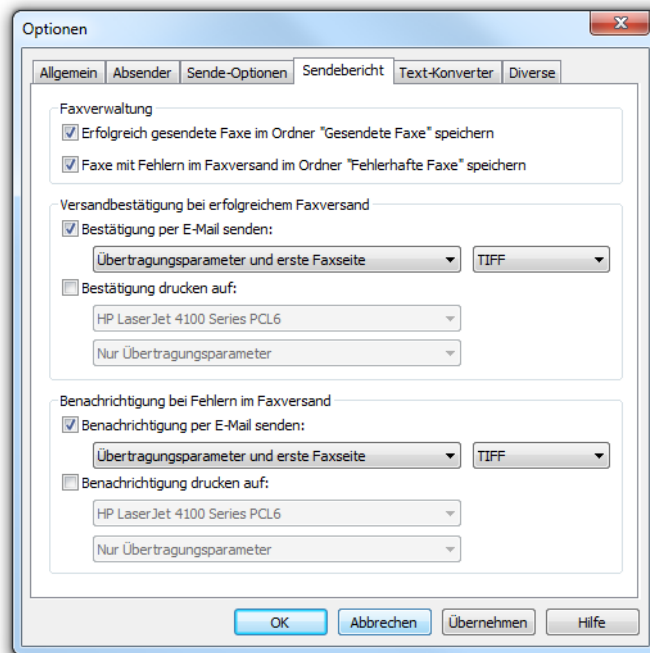 Optionen
Allgemein Absender Sende-Optionen Sendebericht Text-Konverter Diverse
Faxverwaltung
Erfolgreich gesendete Faxe im Ordner "Gesendete Faxe" speichern
Faxe mit Fehlern im Faxversand im Ordner "Fehlerhafte Faxe" speichern
Versandbestätigung bei erfolgreichem Faxversand
Bestätigung per E-Mail senden:
Übertragungsparameter und erste Faxseite TIFF
Bestätigung drucken auf:
HP LaserJet 4100 Series PCL6
Nur Übertragungsparameter
Benachrichtigung bei Fehlern im Faxversand
Benachrichtigung per E-Mail senden:
Übertragungsparameter und erste Faxseite TIFF
Benachrichtigung drucken auf:
HP LaserJet 4100 Series PCL6
Nur Übertragungsparameter
OK Abbrechen Übernehmen Hilfe